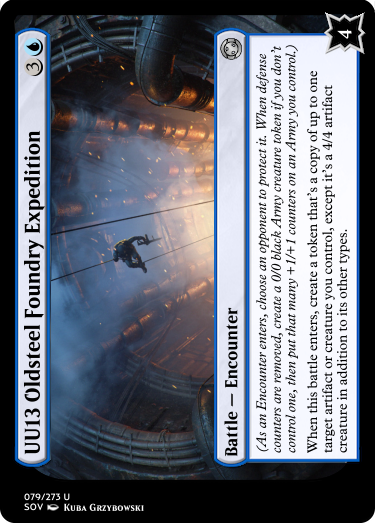 UU13 Oldsteel Foundry Expedition
3
Battle — Encounter
(As an Encounter enters, choose an opponent to protect it. When defense
counters are removed, create a 0/0 black Army creature token if you don't
control one, then put that many +1/+1 counters on an Army you control.)
When this battle enters, create a token that's a copy of up to one
target artifact or creature you control, except it's a 4/4 artifact
creature in addition to its other types.
4
079/273 U
SOV Kuba Grzybowski